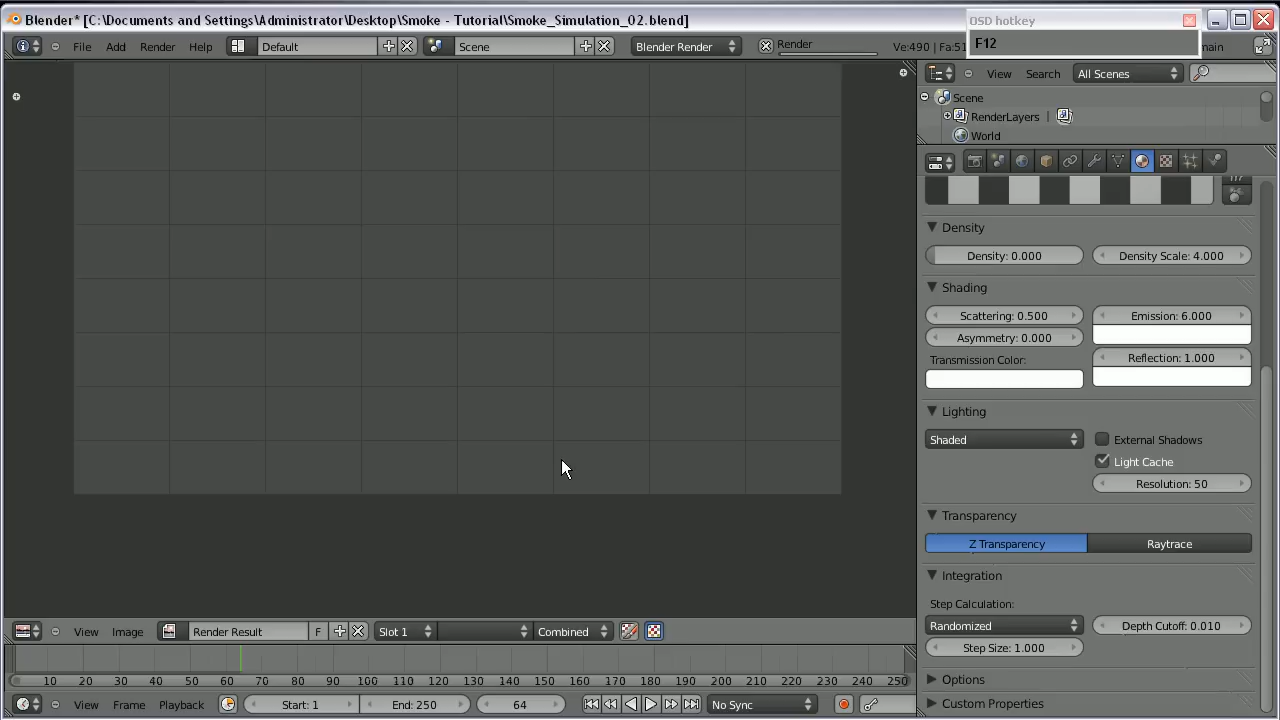 Blender* [C:\Documents and Settings\Administrator\Desktop\Smoke - Tutorial\Smoke_Simulation_02.blend]
OSD hotkey
F12
File Add Render Help Default Scene Blender Render Render Ve:490 | Fa:51 main
View Search All Scenes
Scene
RenderLayers |
World
Density
Density: 0.000 Density Scale: 4.000
Shading
Scattering: 0.500 Emission: 6.000
Asymmetry: 0.000
Transmission Color: Reflection: 1.000
Lighting
Shaded External Shadows
Light Cache
Resolution: 50
Transparency
Z Transparency Raytrace
Integration
Step Calculation:
Randomized Depth Cutoff: 0.010
Step Size: 1.000
Options
Custom Properties
View Image Render Result F Slot 1 Combined
0 10 20 30 40 50 60 70 80 90 100 110 120 130 140 150 160 170 180 190 200 210 220 230 240 250
View Frame Playback Start: 1 End: 250 64 No Sync